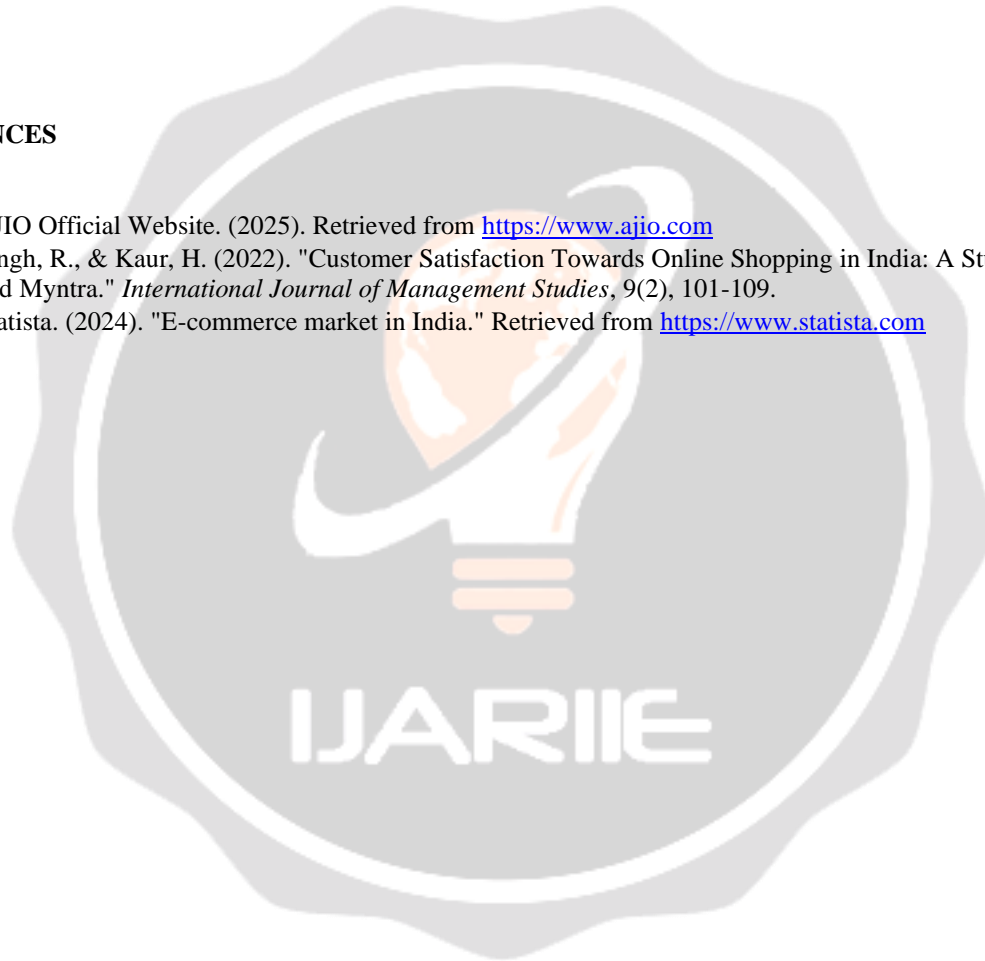 NCES
JIO Official Website. (2025). Retrieved from https://www.ajio.com
ngh, R., & Kaur, H. (2022). "Customer Satisfaction Towards Online Shopping in India: A St
d Myntra." International Journal of Management Studies, 9(2), 101-109.
atista. (2024). "E-commerce market in India." Retrieved from https://www.statista.com
IJARIIE